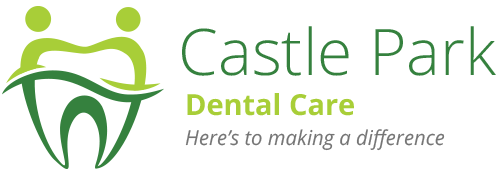 Castle Park
Dental Care
Here's to making a difference